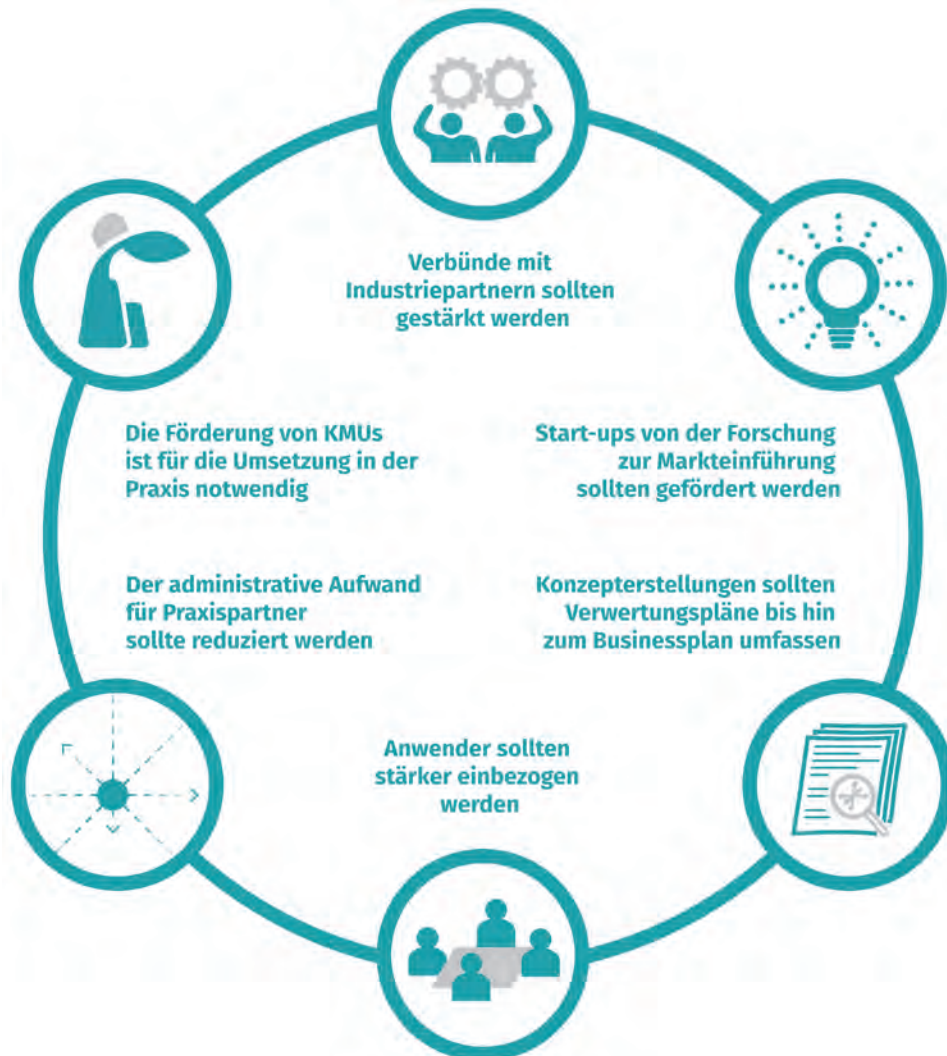 Verbünde mit
Industriepartnern sollten
gestärkt werden
Die Förderung von KMUs
ist für die Umsetzung in der
Praxis notwendig
Start-ups von der Forschung
zur Markteinführung
sollten gefördert werden
Der administrative Aufwand
für Praxispartner
sollte reduziert werden
Konzepterstellungen sollten
Verwertungspläne bis hin
zum Businessplan umfassen
Anwender sollten
stärker einbezogen
werden